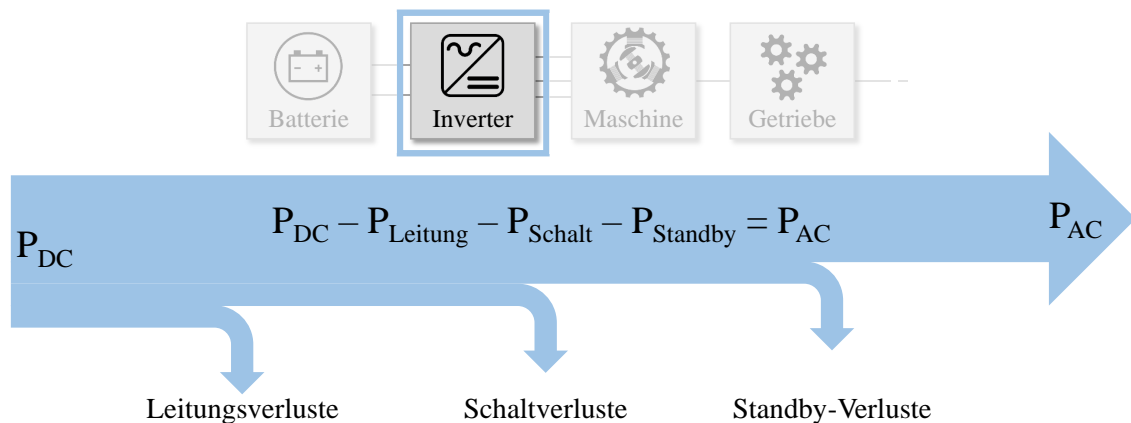 Batterie Inverter Maschine Getriebe
P_DC P_DC – P_Leitung – P_Schalt – P_Standby = P_AC P_AC
Leitungsverluste Schaltverluste Standby-Verluste